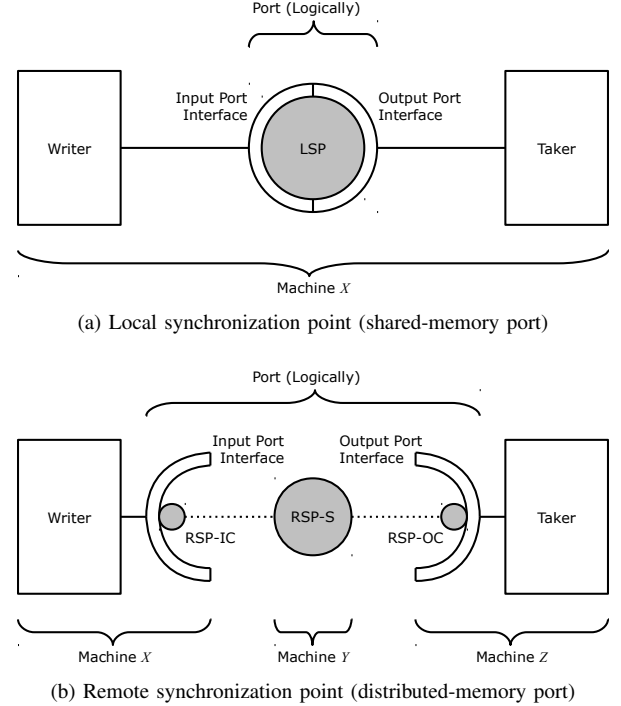 Port (Logically)
Input Port
Interface
Output Port
Interface
Writer
LSP
Taker
Machine X
(a) Local synchronization point (shared-memory port)
Port (Logically)
Input Port
Interface
Output Port
Interface
Writer
RSP-S
Taker
RSP-IC
RSP-OC
Machine X
Machine Y
Machine Z
(b) Remote synchronization point (distributed-memory port)